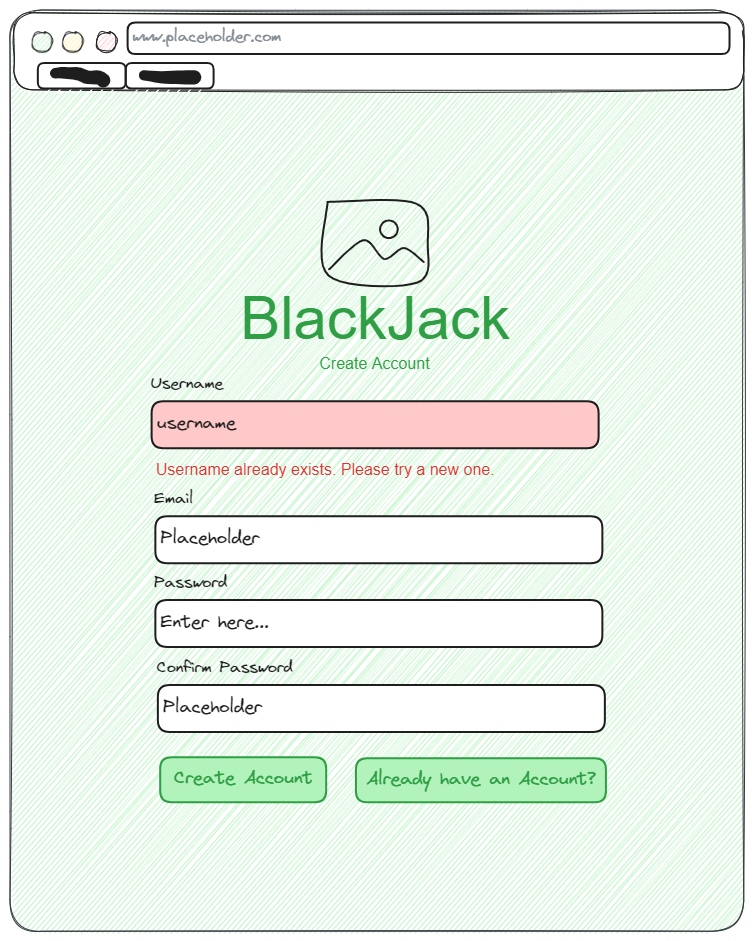 www.placeholder.com
BlackJack
Create Account
Username
username
Username already exists. Please try a new one.
Email
Placeholder
Password
Enter here...
Confirm Password
Placeholder
Create Account
Already have an Account?